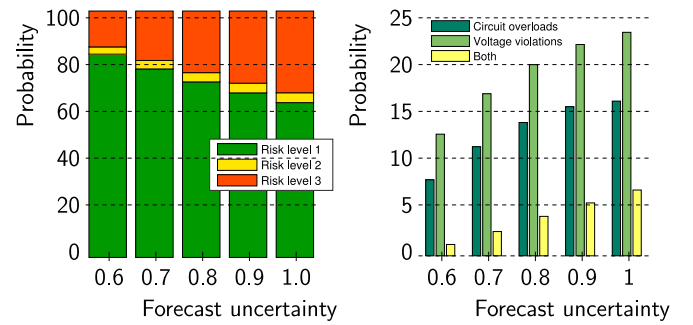 Probability
100
80
60
40
20
0
Risk level 1
Risk level 2
Risk level 3
0.6 0.7 0.8 0.9 1.0
Forecast uncertainty
Probability
25
20
15
10
5
0
Circuit overloads
Voltage violations
Both
0.6 0.7 0.8 0.9 1
Forecast uncertainty